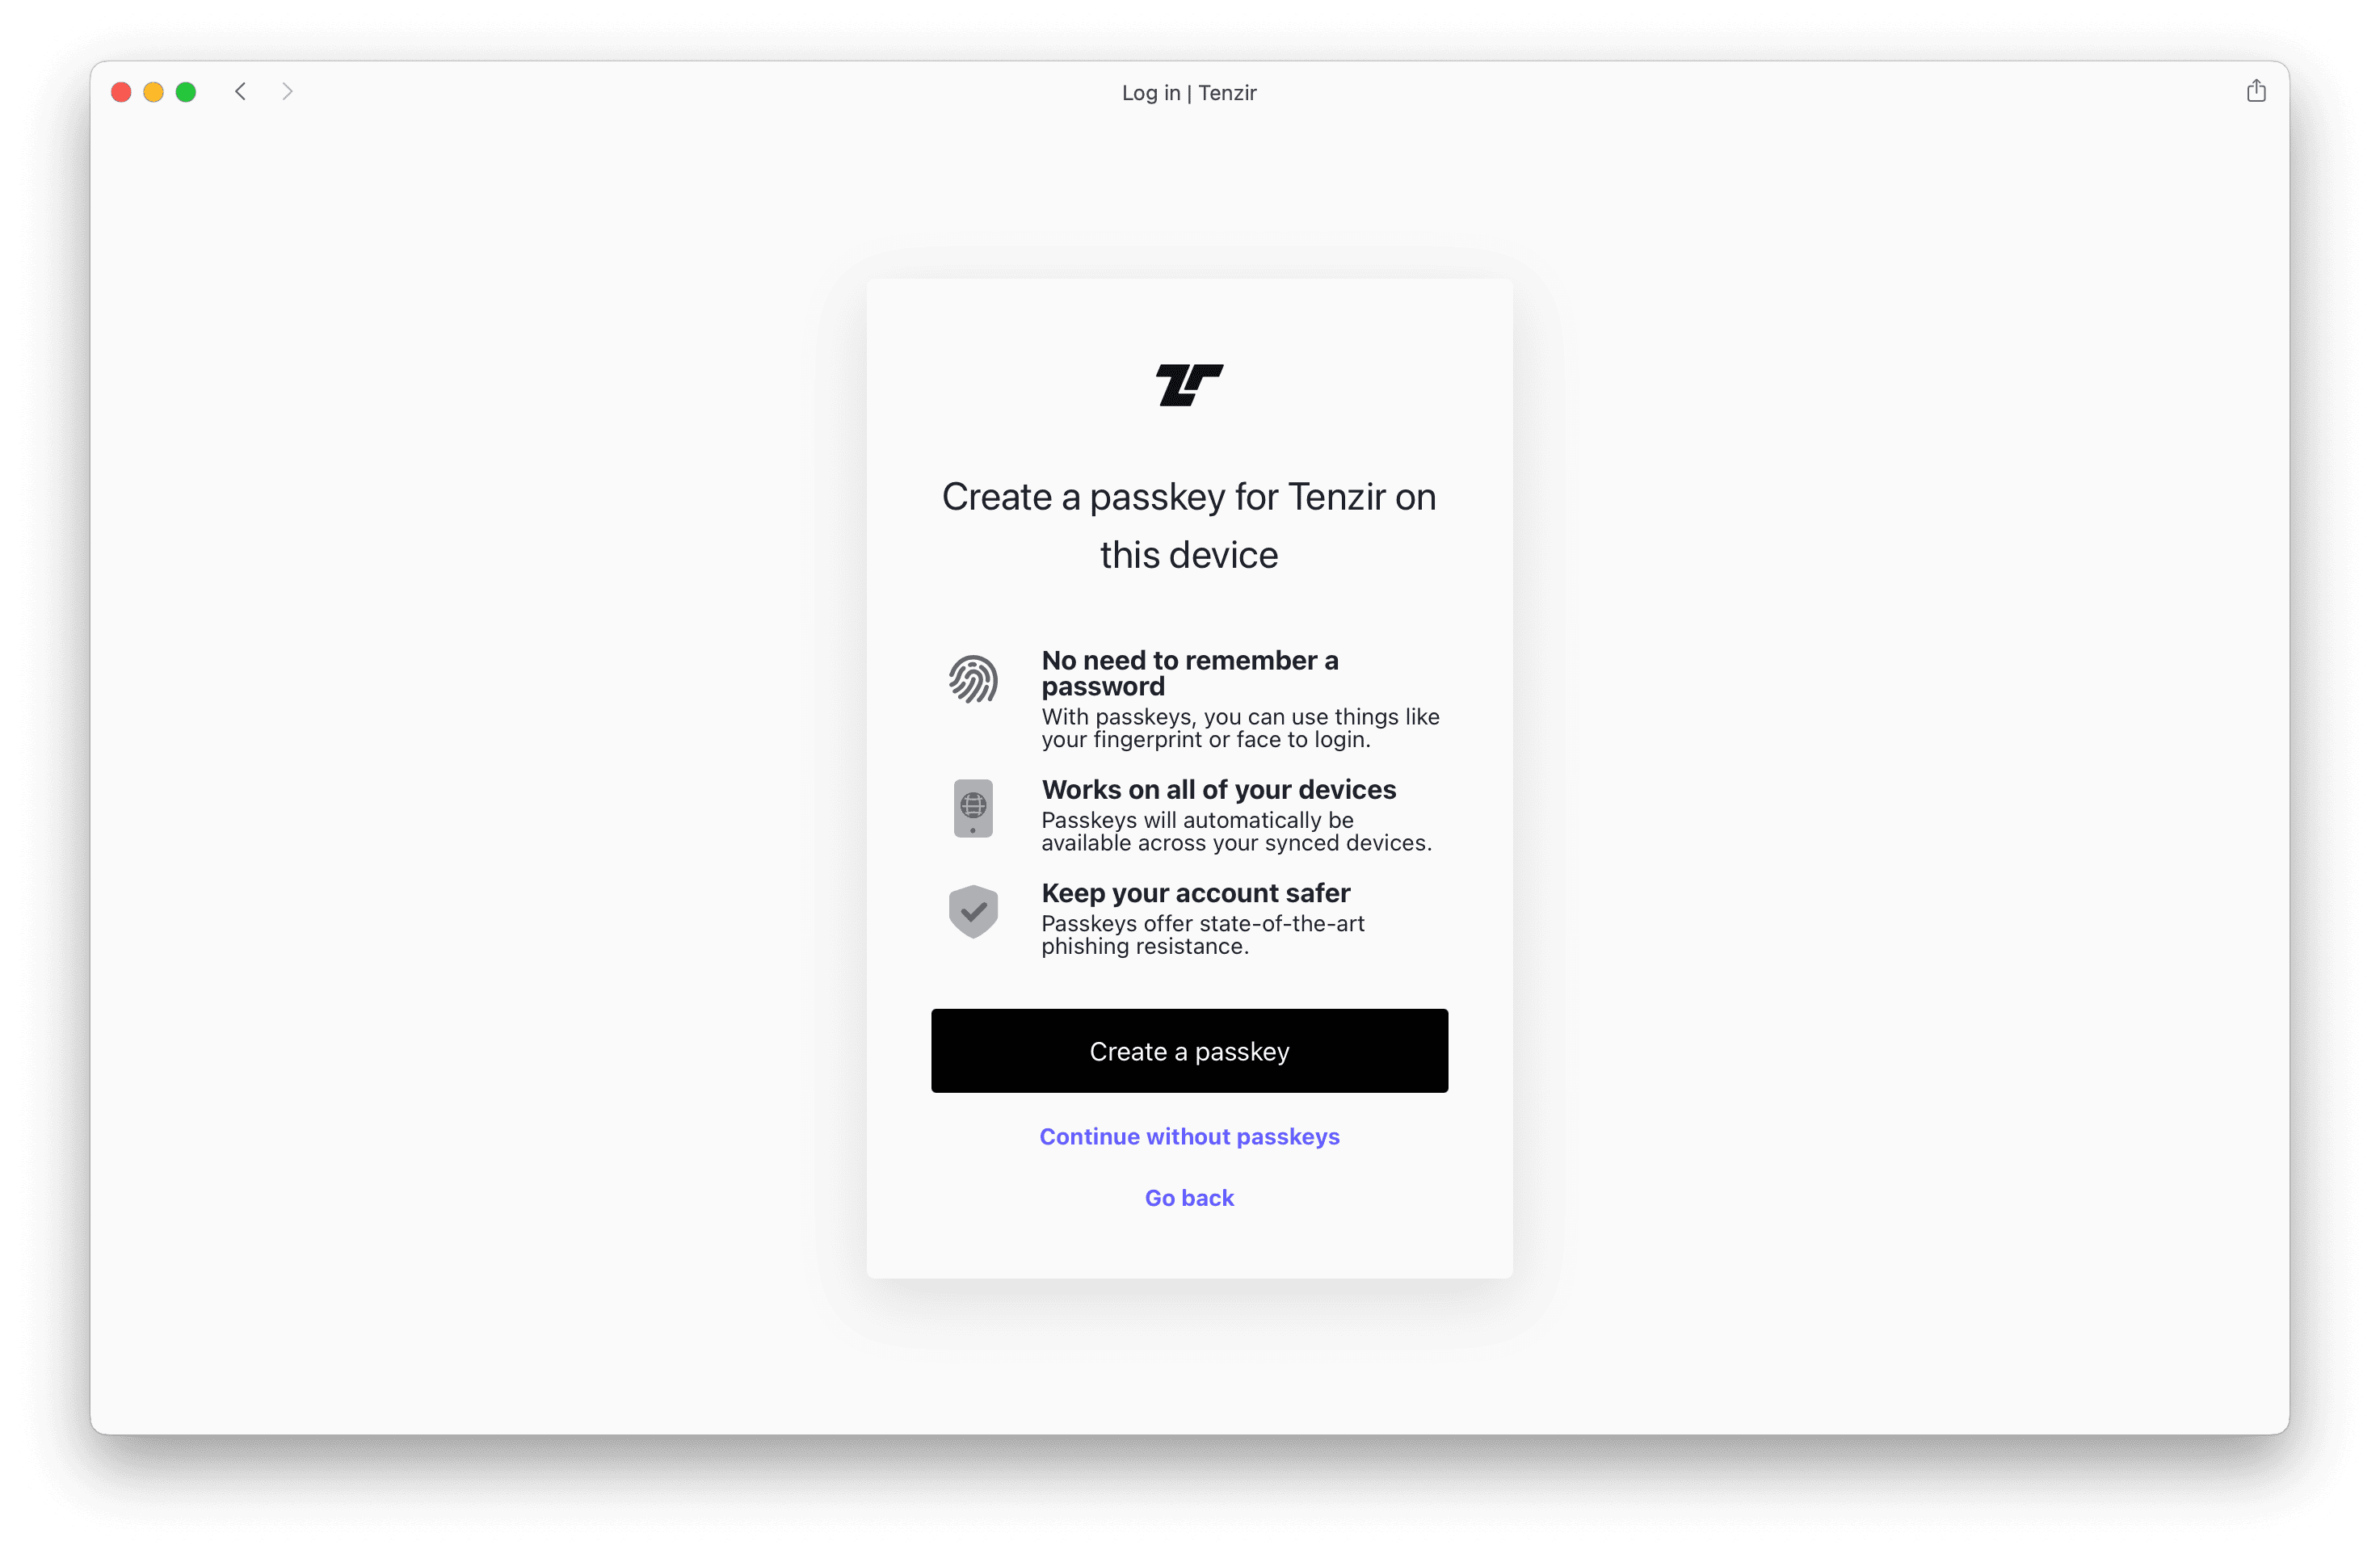 Log in | Tenzir
Create a passkey for Tenzir on
this device
No need to remember a
password
With passkeys, you can use things like
your fingerprint or face to login.
Works on all of your devices
Passkeys will automatically be
available across your synced devices.
Keep your account safer
Passkeys offer state-of-the-art
phishing resistance.
Create a passkey
Continue without passkeys
Go back